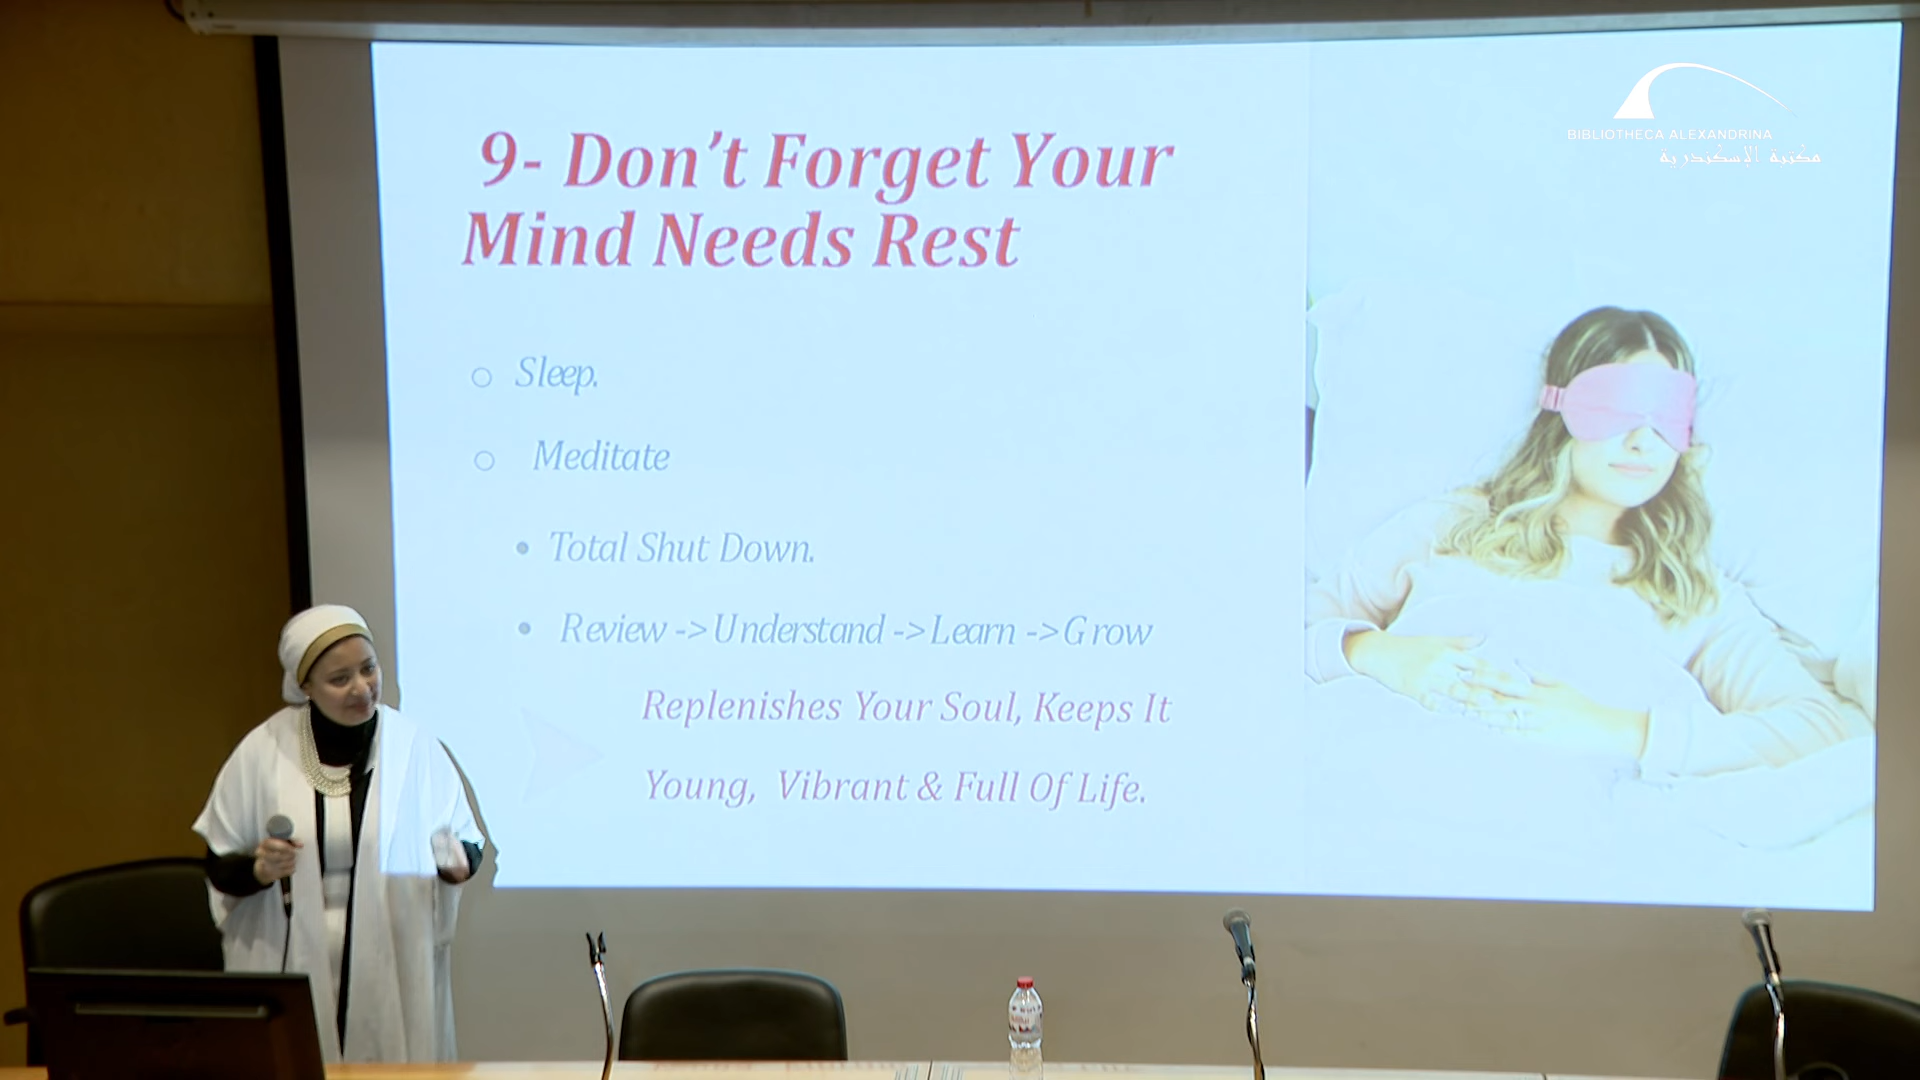 9- Don't Forget Your
Mind Needs Rest
Sleep.
Meditate
Total Shut Down.
Review -> Understand -> Learn -> Grow
Replenishes Your Soul, Keeps It
Young, Vibrant & Full Of Life.
BIBLIOTHECA ALEXANDRINA
مكتبة الإسكندرية